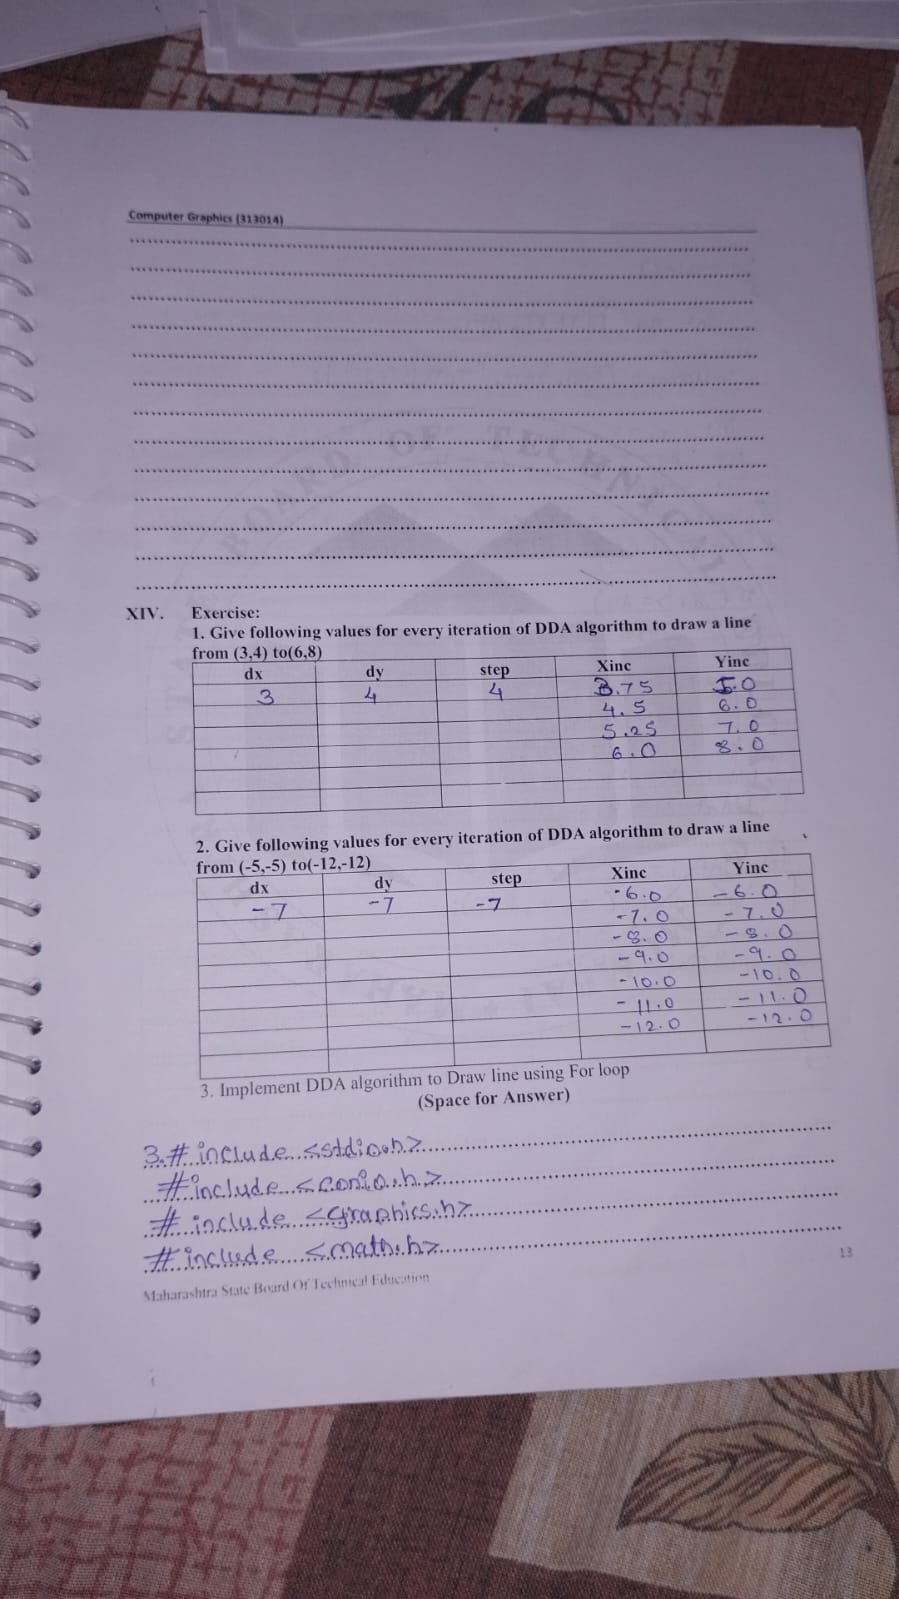 Computer Graphics (313014)
XIV. Exercise:
1. Give following values for every iteration of DDA algorithm to draw a line
from (3,4) to(6,8)
dx dy step Xinc Yinc
3 4 4 3.75 5.0
4.5 6.0
5.25 7.0
6.0 8.0
2. Give following values for every iteration of DDA algorithm to draw a line
from (-5,-5) to(-12,-12)
dx dy step Xinc Yinc
-7 -7 -7 -6.0 -6.0
-7.0 -7.0
-8.0 -8.0
-9.0 -9.0
-10.0 -10.0
-11.0 -11.0
-12.0 -12.0
3. Implement DDA algorithm to Draw line using For loop
(Space for Answer)
3. # include <stdio.h>
#include <conio.h>
# include <graphics.h>
#include <math.h>
13
Maharashtra State Board Of Technical Education